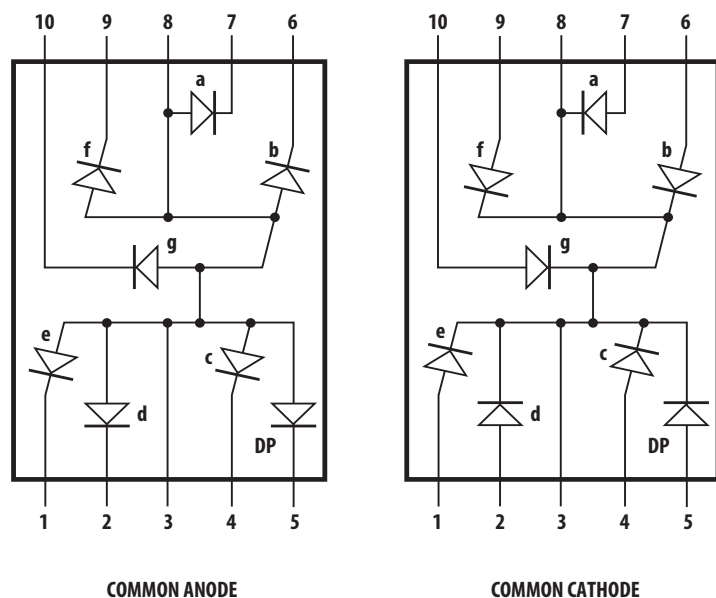 10 9 8 7 6 10 9 8 7 6
a a
f b f b
g g
e c e c
d d
DP DP
1 2 3 4 5 1 2 3 4 5
COMMON ANODE COMMON CATHODE